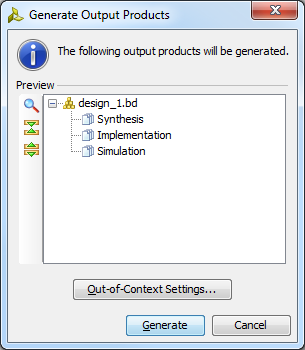 Generate Output Products
The following output products will be generated.
Preview
design_1.bd
Synthesis
Implementation
Simulation
Out-of-Context Settings...
Generate
Cancel